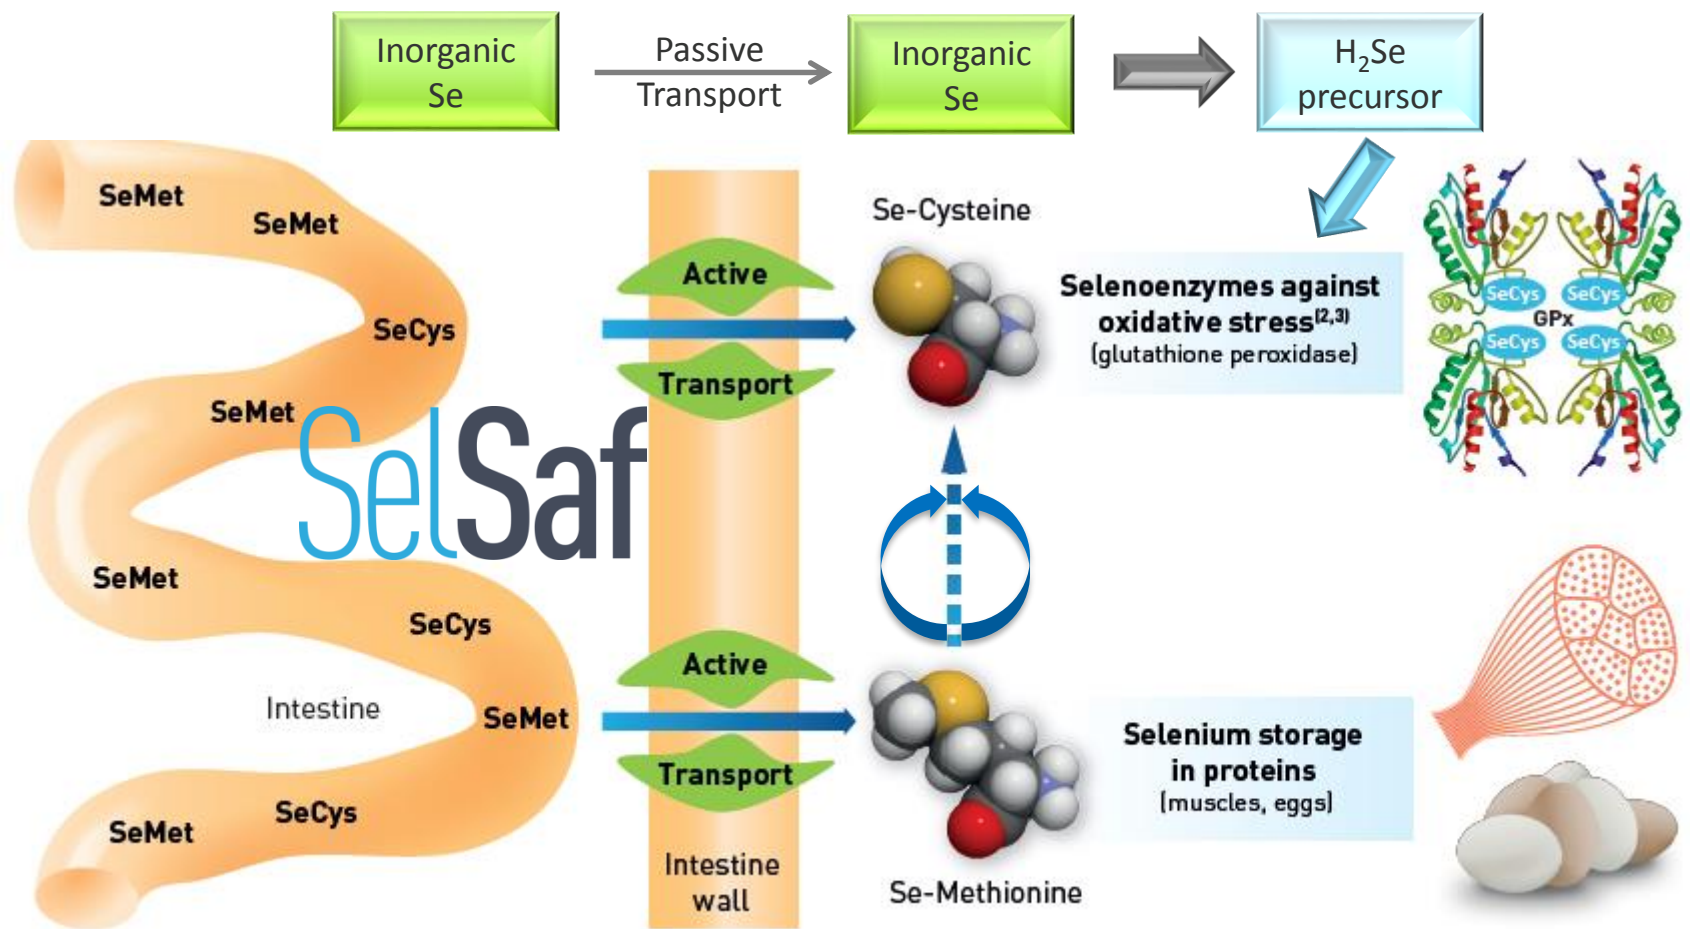 Inorganic
Se
Passive
Transport
Inorganic
Se
H₂Se
precursor
SeMet
SeMet
SeCys
SeMet
SelSaf
SeMet
SeCys
Intestine
SeMet
SeCys
SeMet
Active
Transport
Active
Transport
Intestine
wall
Se-Cysteine
Se-Methionine
Selenoenzymes against
oxidative stress(2,3)
(glutathione peroxidase)
SeCys SeCys
GPx
SeCys SeCys
Selenium storage
in proteins
(muscles, eggs)